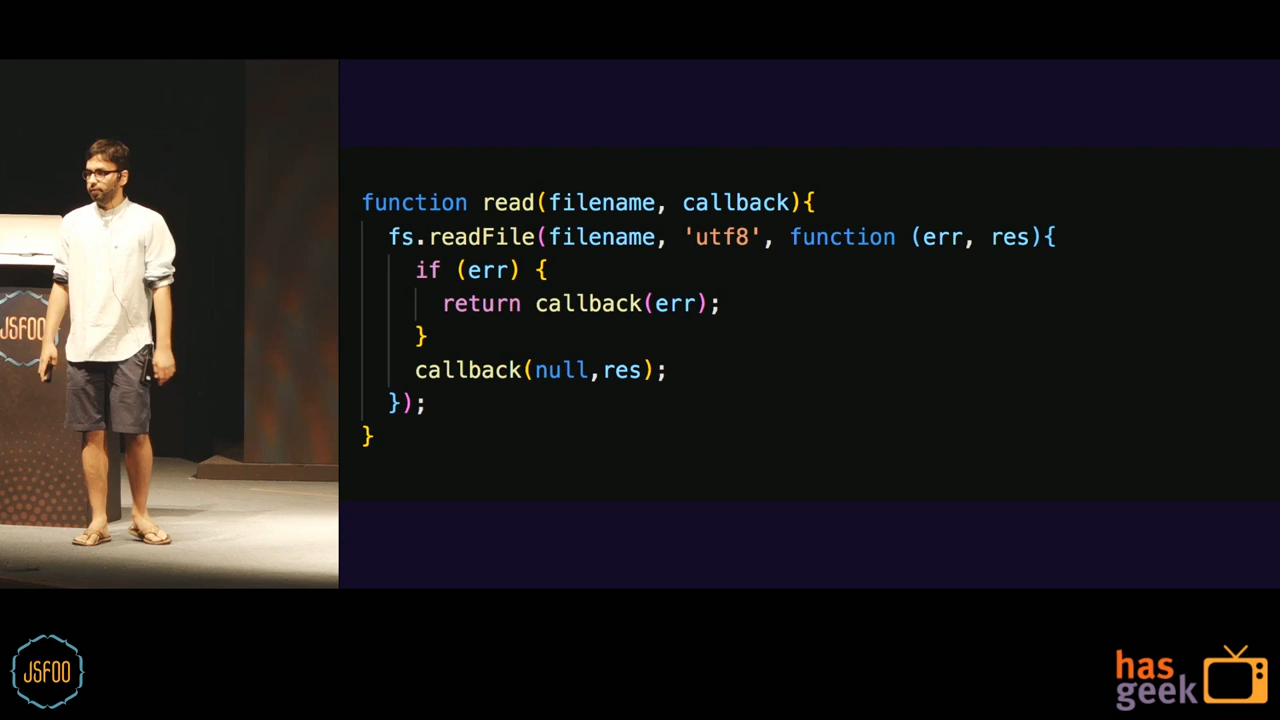 function read(filename, callback){
fs.readFile(filename, 'utf8', function (err, res){
if (err) {
return callback(err);
}
callback(null,res);
});
}
JSFOO
JSFOO
has
geek